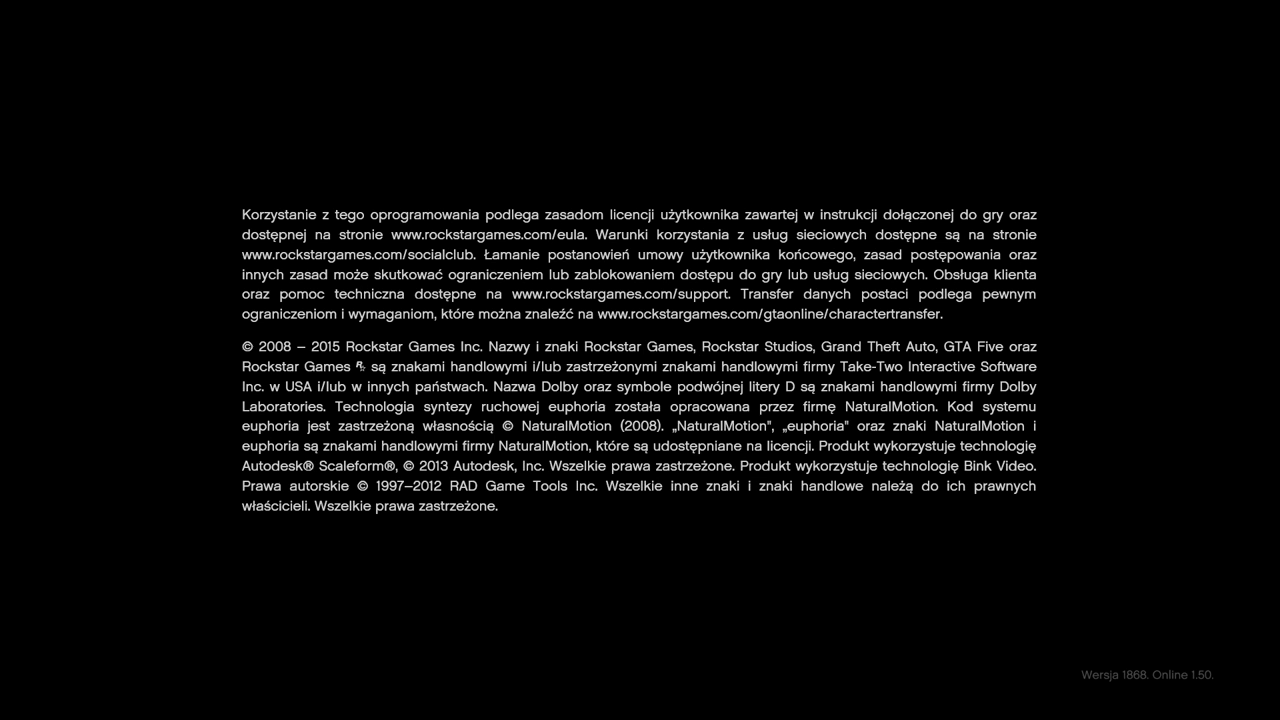 Korzystanie z tego oprogramowania podlega zasadom licencji użytkownika zawartej w instrukcji dołączonej do gry oraz
dostępnej na stronie www.rockstargames.com/eula. Warunki korzystania z usług sieciowych dostępne są na stronie
www.rockstargames.com/socialclub. Łamanie postanowień umowy użytkownika końcowego, zasad postępowania oraz
innych zasad może skutkować ograniczeniem lub zablokowaniem dostępu do gry lub usług sieciowych. Obsługa klienta
oraz pomoc techniczna dostępne na www.rockstargames.com/support. Transfer danych postaci podlega pewnym
ograniczeniom i wymaganiom, które można znaleźć na www.rockstargames.com/gtaonline/charactertransfer.
© 2008 – 2015 Rockstar Games Inc. Nazwy i znaki Rockstar Games, Rockstar Studios, Grand Theft Auto, GTA Five oraz
Rockstar Games są znakami handlowymi i/lub zastrzeżonymi znakami handlowymi firmy Take-Two Interactive Software
Inc. w USA i/lub w innych państwach. Nazwa Dolby oraz symbole podwójnej litery D są znakami handlowymi firmy Dolby
Laboratories. Technologia syntezy ruchowej euphoria została opracowana przez firmę NaturalMotion. Kod systemu
euphoria jest zastrzeżoną własnością © NaturalMotion (2008). „NaturalMotion", „euphoria" oraz znaki NaturalMotion i
euphoria są znakami handlowymi firmy NaturalMotion, które są udostępniane na licencji. Produkt wykorzystuje technologię
Autodesk® Scaleform®, © 2013 Autodesk, Inc. Wszelkie prawa zastrzeżone. Produkt wykorzystuje technologię Bink Video.
Prawa autorskie © 1997–2012 RAD Game Tools Inc. Wszelkie inne znaki i znaki handlowe należą do ich prawnych
właścicieli. Wszelkie prawa zastrzeżone.
Wersja 1868. Online 1.50.